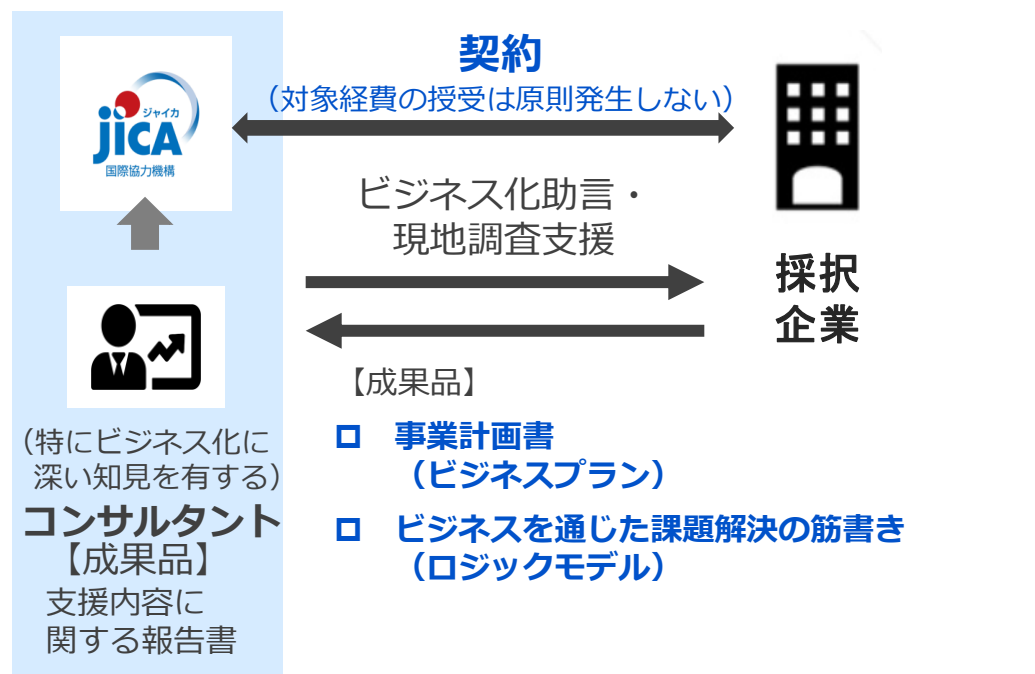 契約
(対象経費の授受は原則発生しない)
ジャイカ
JICA
国際協力機構
ビジネス化助言・
現地調査支援
採択
企業
【成果品】
事業計画書
(ビジネスプラン)
ビジネスを通じた課題解決の筋書き
(ロジックモデル)
(特にビジネス化に
深い知見を有する)
コンサルタント
【成果品】
支援内容に
関する報告書